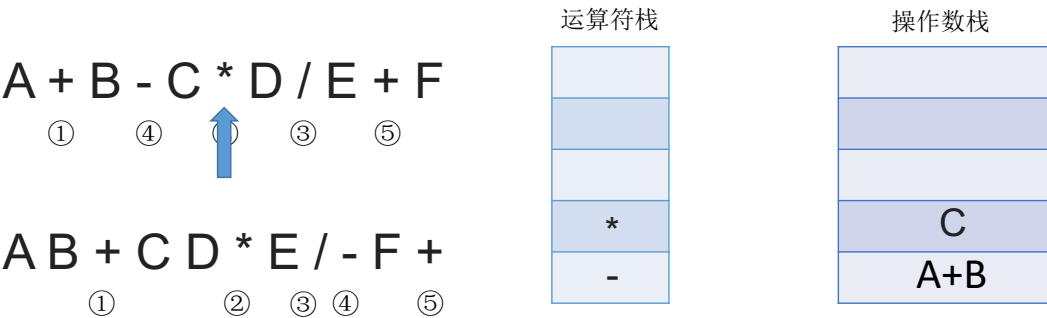 运算符栈 操作数栈
A + B - C * D / E + F
① ④ ③ ⑤
* C
- A+B
A B + C D * E / - F +
① ② ③ ④ ⑤